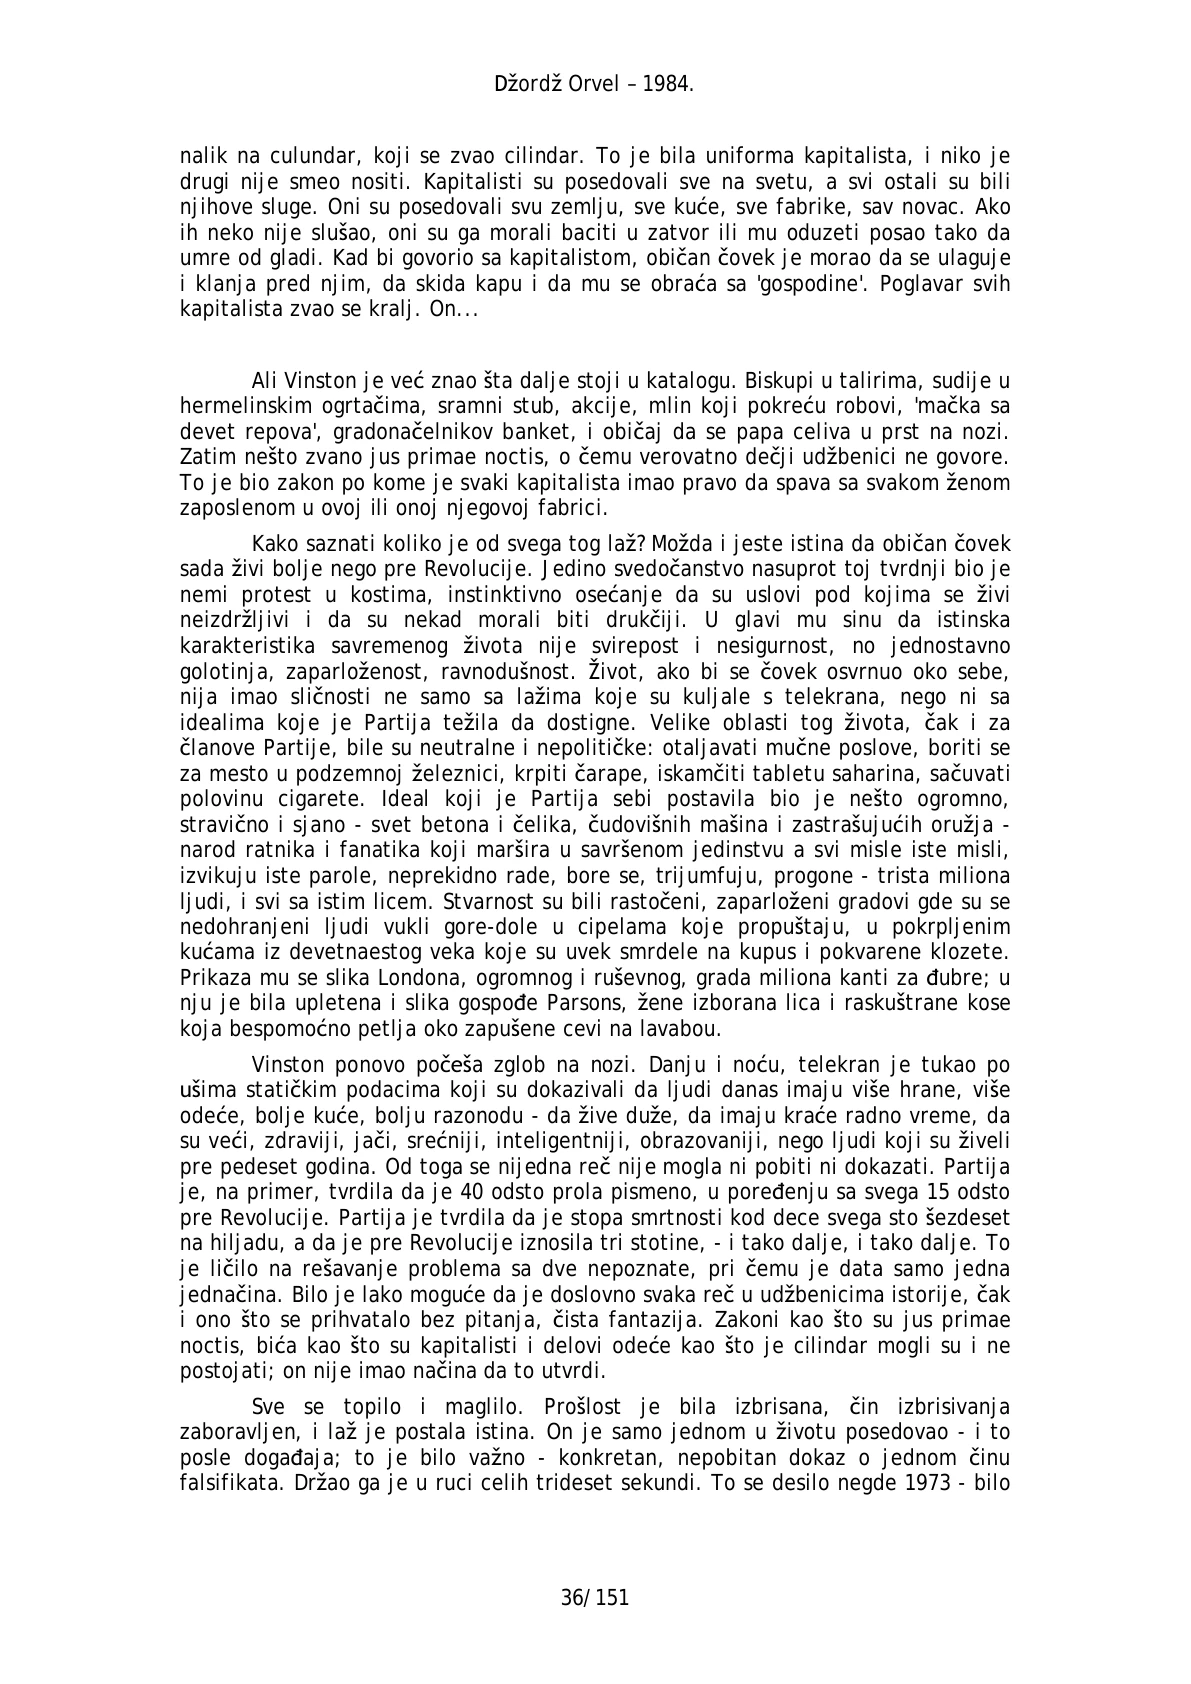 Džordž Orvel – 1984.
nalik na culundar, koji se zvao cilindar. To je bila uniforma kapitalista, i niko je
drugi nije smeo nositi. Kapitalisti su posedovali sve na svetu, a svi ostali su bili
njihove sluge. Oni su posedovali svu zemlju, sve kuće, sve fabrike, sav novac. Ako
ih neko nije slušao, oni su ga morali baciti u zatvor ili mu oduzeti posao tako da
umre od gladi. Kad bi govorio sa kapitalistom, običan čovek je morao da se ulaguje
i klanja pred njim, da skida kapu i da mu se obraća sa 'gospodine'. Poglavar svih
kapitalista zvao se kralj. On...
Ali Vinston je već znao šta dalje stoji u katalogu. Biskupi u talirima, sudije u
hermelinskim ogrtačima, sramni stub, akcije, mlin koji pokreću robovi, 'mačka sa
devet repova', gradonačelnikov banket, i običaj da se papa celiva u prst na nozi.
Zatim nešto zvano jus primae noctis, o čemu verovatno dečji udžbenici ne govore.
To je bio zakon po kome je svaki kapitalista imao pravo da spava sa svakom ženom
zaposlenom u ovoj ili onoj njegovoj fabrici.
Kako saznati koliko je od svega tog laž? Možda i jeste istina da običan čovek
sada živi bolje nego pre Revolucije. Jedino svedočanstvo nasuprot toj tvrdnji bio je
nemi protest u kostima, instinktivno osećanje da su uslovi pod kojima se živi
neizdržljivi i da su nekad morali biti drukčiji. U glavi mu sinu da istinska
karakteristika savremenog života nije svirepost i nesigurnost, no jednostavno
golotinja, zaparloženost, ravnodušnost. Život, ako bi se čovek osvrnuo oko sebe,
nija imao sličnosti ne samo sa lažima koje su kuljale s telekrana, nego ni sa
idealima koje je Partija težila da dostigne. Velike oblasti tog života, čak i za
članove Partije, bile su neutralne i nepolitičke: otaljavati mučne poslove, boriti se
za mesto u podzemnoj železnici, krpiti čarape, iskamčiti tabletu saharina, sačuvati
polovinu cigarete. Ideal koji je Partija sebi postavila bio je nešto ogromno,
stravično i sjano - svet betona i čelika, čudovišnih mašina i zastrašujućih oružja -
narod ratnika i fanatika koji maršira u savršenom jedinstvu a svi misle iste misli,
izvikuju iste parole, neprekidno rade, bore se, trijumfuju, progone - trista miliona
ljudi, i svi sa istim licem. Stvarnost su bili rastočeni, zaparloženi gradovi gde su se
nedohranjeni ljudi vukli gore-dole u cipelama koje propuštaju, u pokrpljenim
kućama iz devetnaestog veka koje su uvek smrdele na kupus i pokvarene klozete.
Prikaza mu se slika Londona, ogromnog i ruševnog, grada miliona kanti za đubre; u
nju je bila upletena i slika gospođe Parsons, žene izborana lica i raskuštrane kose
koja bespomoćno petlja oko zapušene cevi na lavabou.
Vinston ponovo počeša zglob na nozi. Danju i noću, telekran je tukao po
ušima statičkim podacima koji su dokazivali da ljudi danas imaju više hrane, više
odeće, bolje kuće, bolju razonodu - da žive duže, da imaju kraće radno vreme, da
su veći, zdraviji, jači, srećniji, inteligentniji, obrazovaniji, nego ljudi koji su živeli
pre pedeset godina. Od toga se nijedna reč nije mogla ni pobiti ni dokazati. Partija
je, na primer, tvrdila da je 40 odsto prola pismeno, u poređenju sa svega 15 odsto
pre Revolucije. Partija je tvrdila da je stopa smrtnosti kod dece svega sto šezdeset
na hiljadu, a da je pre Revolucije iznosila tri stotine, - i tako dalje, i tako dalje. To
je ličilo na rešavanje problema sa dve nepoznate, pri čemu je data samo jedna
jednačina. Bilo je lako moguće da je doslovno svaka reč u udžbenicima istorije, čak
i ono što se prihvatalo bez pitanja, čista fantazija. Zakoni kao što su jus primae
noctis, bića kao što su kapitalisti i delovi odeće kao što je cilindar mogli su i ne
postojati; on nije imao načina da to utvrdi.
Sve se topilo i maglilo. Prošlost je bila izbrisana, čin izbrisivanja
zaboravljen, i laž je postala istina. On je samo jednom u životu posedovao - i to
posle događaja; to je bilo važno - konkretan, nepobitan dokaz o jednom činu
falsifikata. Držao ga je u ruci celih trideset sekundi. To se desilo negde 1973 - bilo
36/151